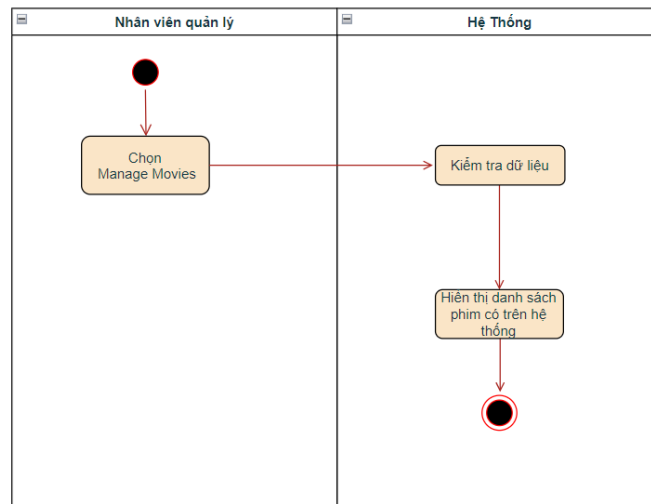 Nhân viên quản lý
Hệ Thống
Chọn
Manage Movies
Kiểm tra dữ liệu
Hiên thị danh sách
phim có trên hệ
thống